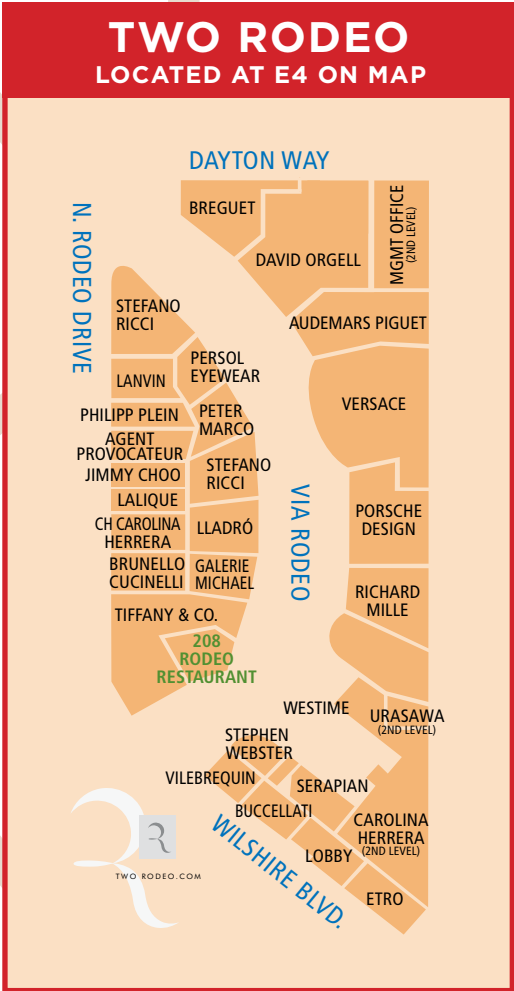 TWO RODEO
LOCATED AT E4 ON MAP
DAYTON WAY
N. RODEO DRIVE
BREGUET
DAVID ORGELL
MGMT OFFICE
(2ND LEVEL)
STEFANO
RICCI
AUDEMARS PIGUET
PERSOL
EYEWEAR
LANVIN
VERSACE
PHILIPP PLEIN
PETER
MARCO
AGENT
PROVOCATEUR
JIMMY CHOO
STEFANO
RICCI
LALIQUE
VIA RODEO
PORSCHE
DESIGN
CH CAROLINA
HERRERA
LLADRÓ
BRUNELLO
CUCINELLI
GALERIE
MICHAEL
RICHARD
MILLE
TIFFANY & CO.
208
RODEO
RESTAURANT
WESTIME
URASAWA
(2ND LEVEL)
STEPHEN
WEBSTER
VILEBREQUIN
SERAPIAN
BUCCELLATI
CAROLINA
HERRERA
(2ND LEVEL)
WILSHIRE BLVD.
LOBBY
ETRO
TWO RODEO.COM